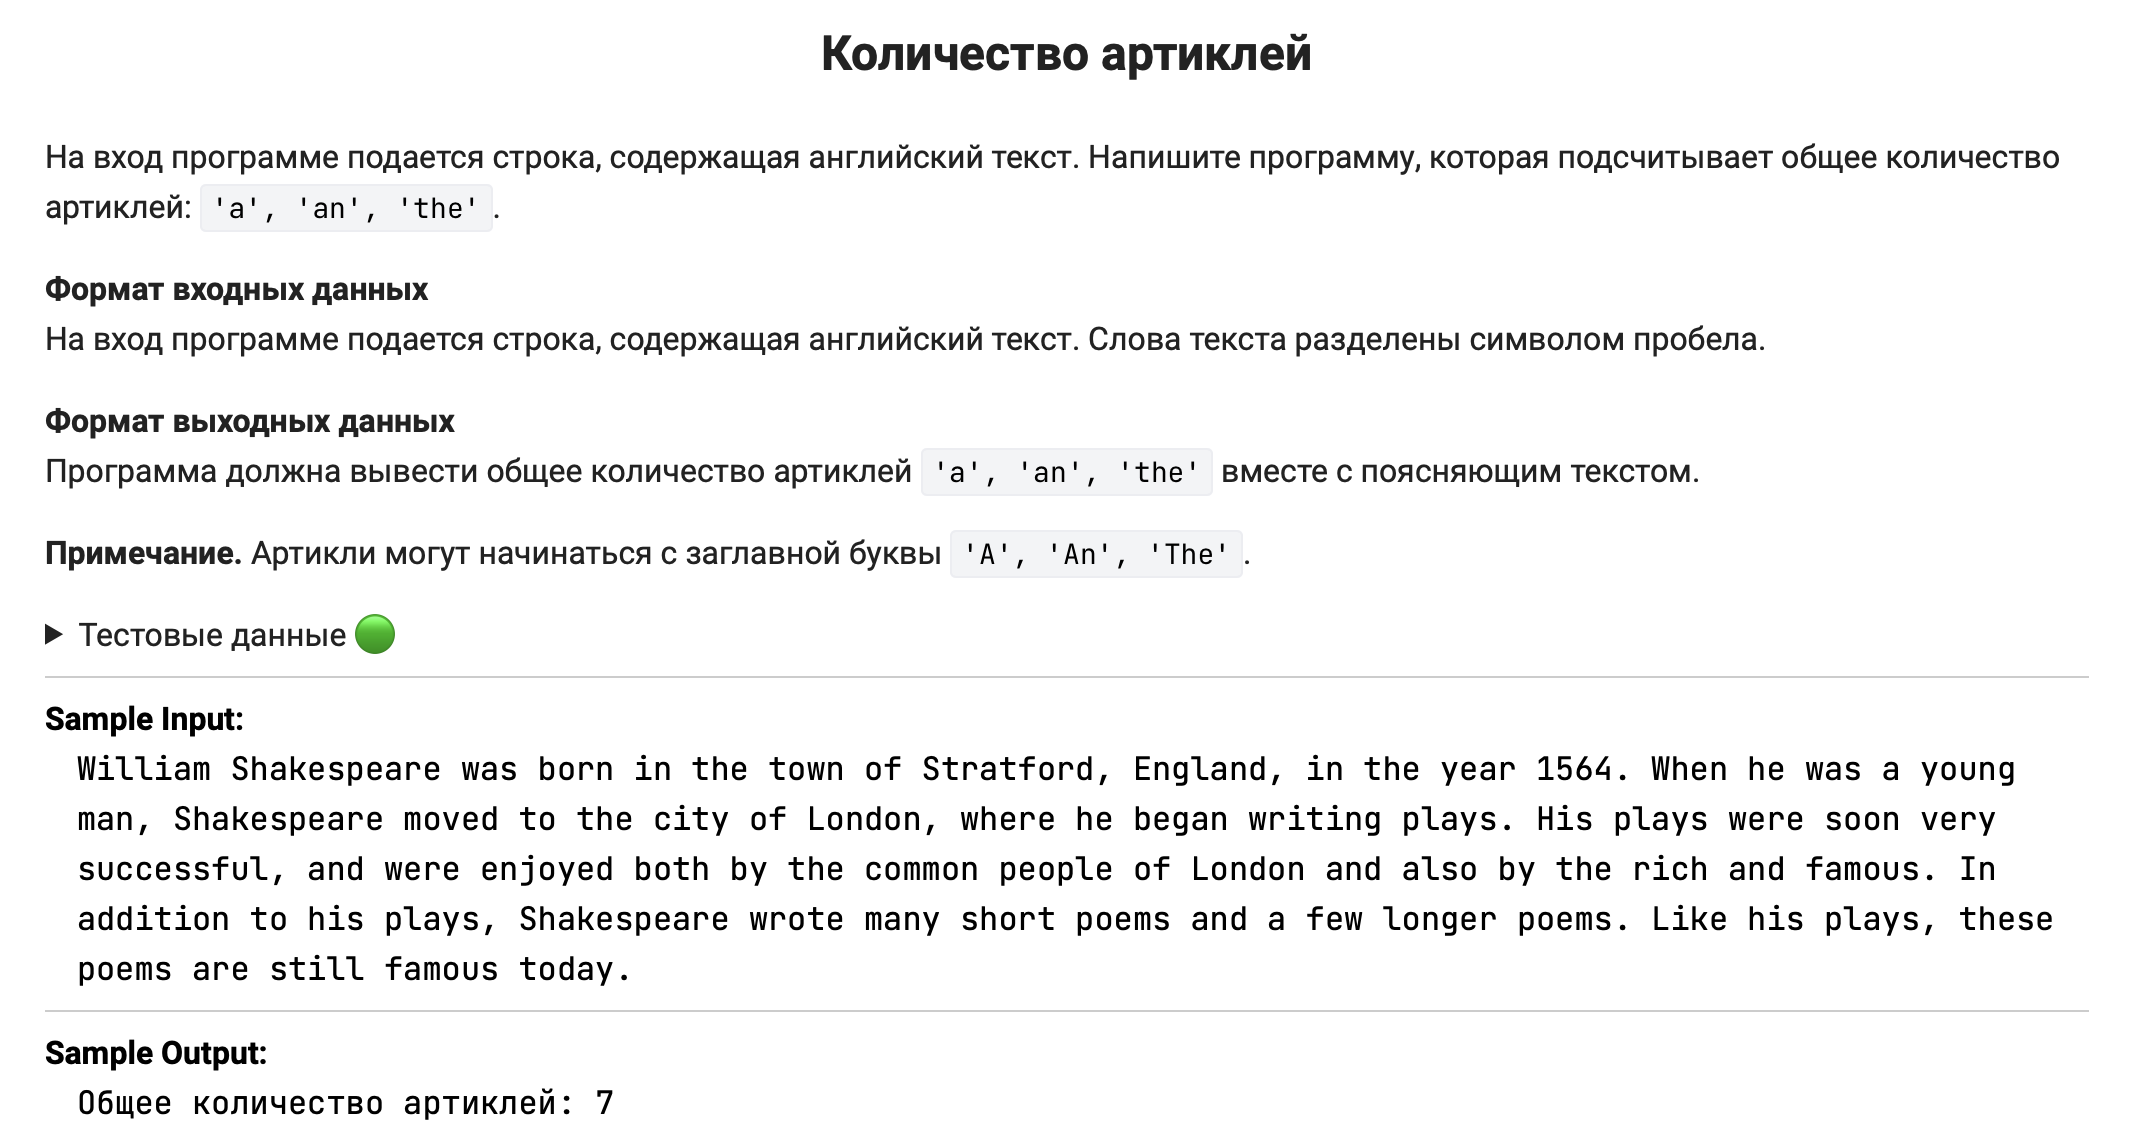 Количество артиклей
На вход программе подается строка, содержащая английский текст. Напишите программу, которая подсчитывает общее количество
артиклей: 'a', 'an', 'the'.
Формат входных данных
На вход программе подается строка, содержащая английский текст. Слова текста разделены символом пробела.
Формат выходных данных
Программа должна вывести общее количество артиклей 'a', 'an', 'the' вместе с поясняющим текстом.
Примечание. Артикли могут начинаться с заглавной буквы 'A', 'An', 'The'.
Тестовые данные
Sample Input:
William Shakespeare was born in the town of Stratford, England, in the year 1564. When he was a young
man, Shakespeare moved to the city of London, where he began writing plays. His plays were soon very
successful, and were enjoyed both by the common people of London and also by the rich and famous. In
addition to his plays, Shakespeare wrote many short poems and a few longer poems. Like his plays, these
poems are still famous today.
Sample Output:
Общее количество артиклей: 7